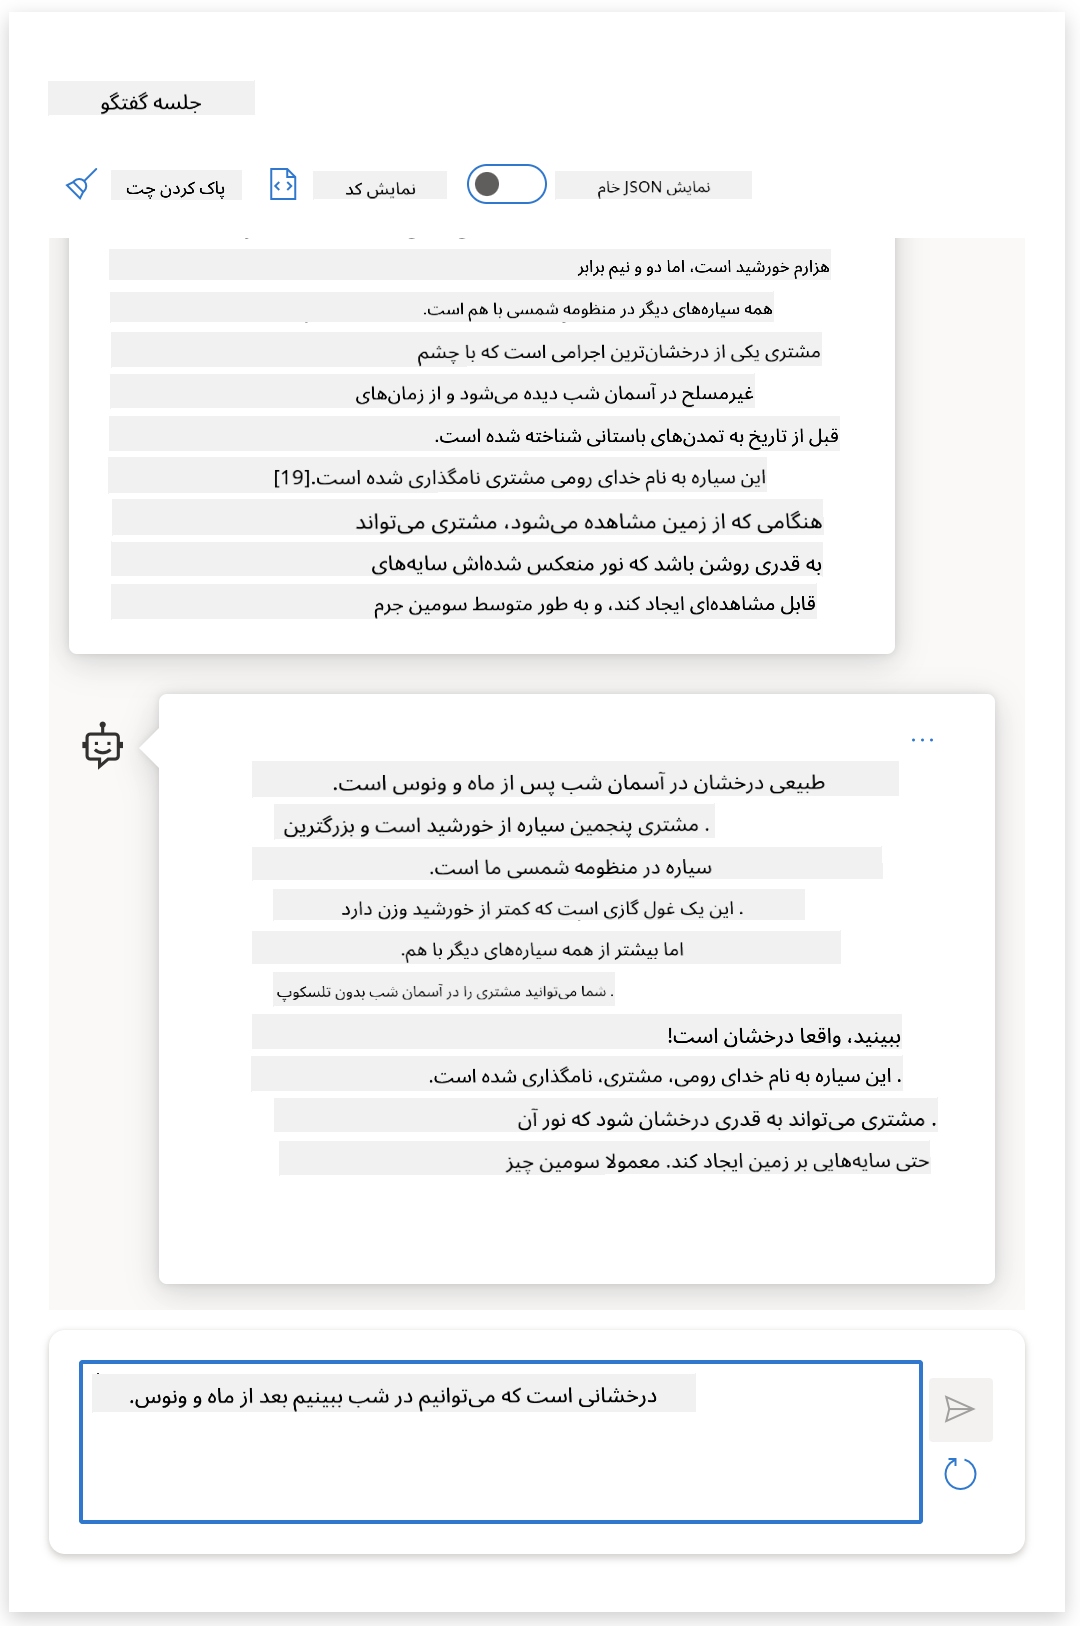 جلسه گفتگو
پاک کردن چت
نمایش کد
نمایش JSON خام
هزارم خورشید است، اما دو و نیم برابر
همه سیاره‌های دیگر در منظومه شمسی با هم است.
مشتری یکی از درخشان‌ترین اجرامی است که با چشم
غیرمسلح در آسمان شب دیده می‌شود و از زمان‌های
قبل از تاریخ به تمدن‌های باستانی شناخته شده است.
این سیاره به نام خدای رومی مشتری نامگذاری شده است.[19]
هنگامی که از زمین مشاهده می‌شود، مشتری می‌تواند
به قدری روشن باشد که نور منعکس شده‌اش سایه‌های
قابل مشاهده‌ای ایجاد کند، و به طور متوسط سومین جرم
...
طبیعی درخشان در آسمان شب پس از ماه و ونوس است.
. مشتری پنجمین سیاره از خورشید است و بزرگترین
سیاره در منظومه شمسی ما است.
. این یک غول گازی است که کمتر از خورشید وزن دارد
اما بیشتر از همه سیاره‌های دیگر با هم.
. شما می‌توانید مشتری را در آسمان شب بدون تلسکوپ
ببینید، واقعا درخشان است!
. این سیاره به نام خدای رومی، مشتری، نامگذاری شده است.
. مشتری می‌تواند به قدری درخشان شود که نور آن
حتی سایه‌هایی بر زمین ایجاد کند. معمولا سومین چیز
درخشانی است که می‌توانیم در شب ببینیم بعد از ماه و ونوس.